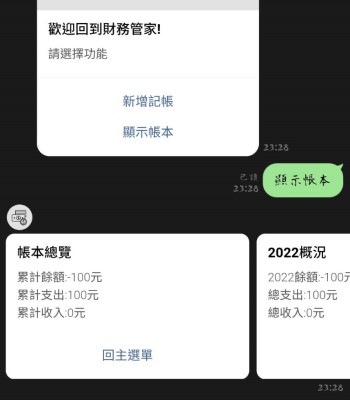 歡迎回到財務管家!
請選擇功能
新增記帳
顯示帳本
23:28
已讀
23:28
顯示帳本
帳本總覽
累計餘額:-100元
累計支出:100元
累計收入:0元
回主選單
2022概況
2022餘額:-100元
總支出:100元
總收入:0元
23:28